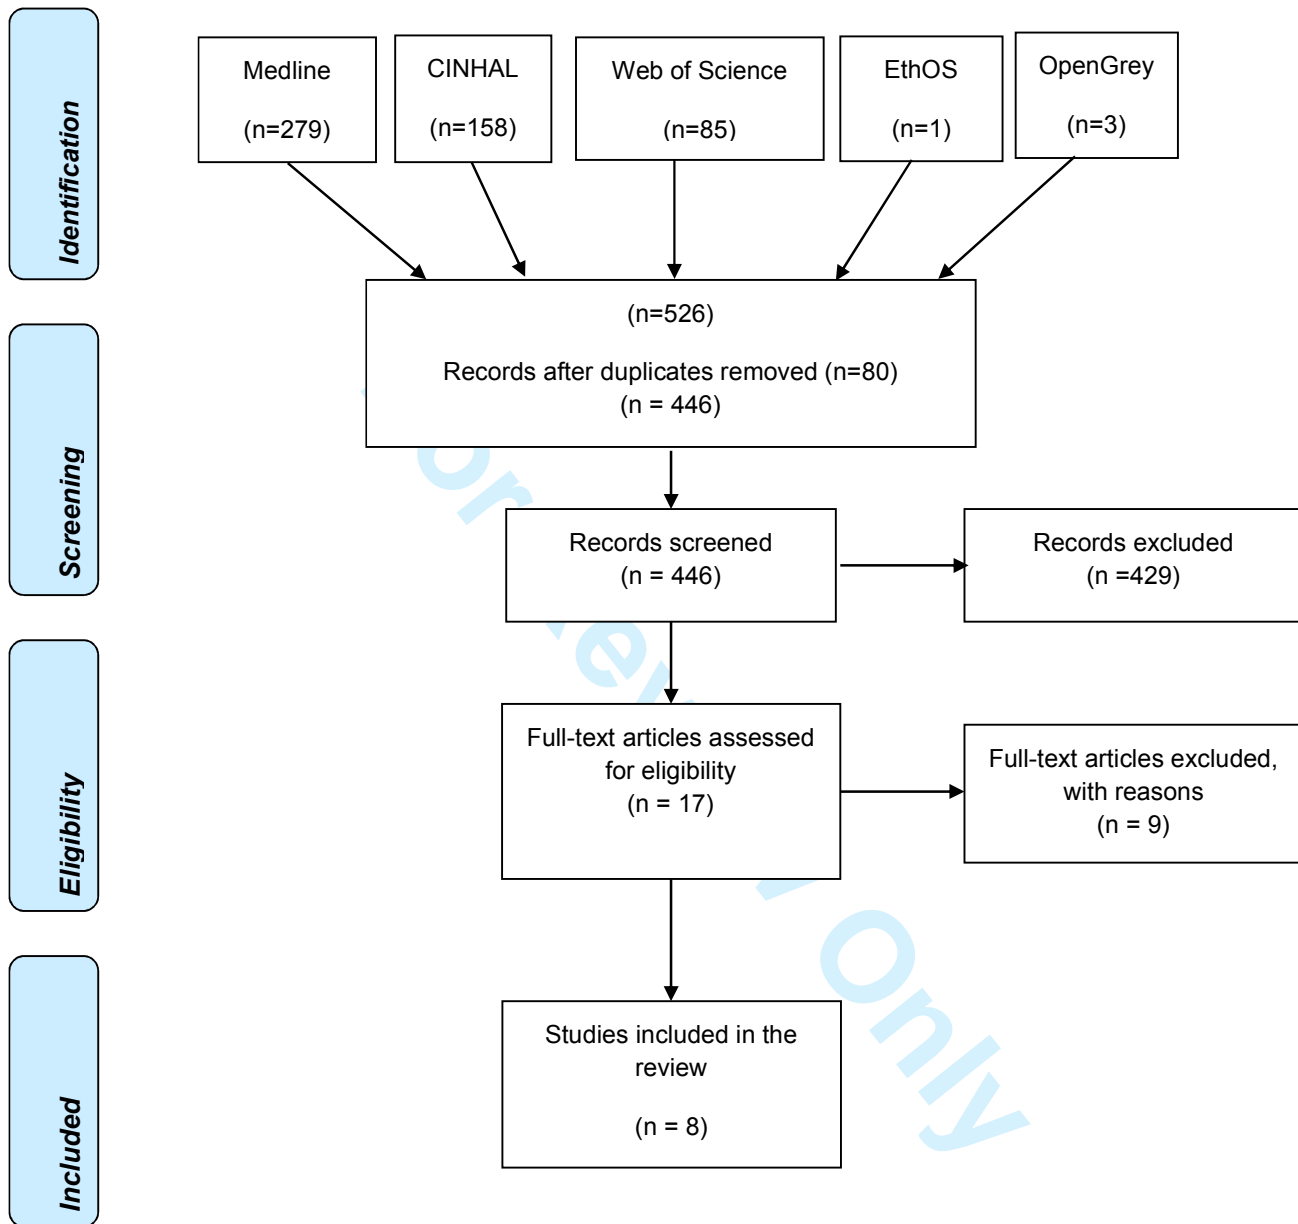 Identification
Medline
(n=279)
CINHAL
(n=158)
Web of Science
(n=85)
EthOS
(n=1)
OpenGrey
(n=3)
(n=526)
Records after duplicates removed (n=80)
(n = 446)
Screening
Records screened
(n = 446)
Records excluded
(n =429)
Eligibility
Full-text articles assessed
for eligibility
(n = 17)
Full-text articles excluded,
with reasons
(n = 9)
Included
Studies included in the
review
(n = 8)
Only